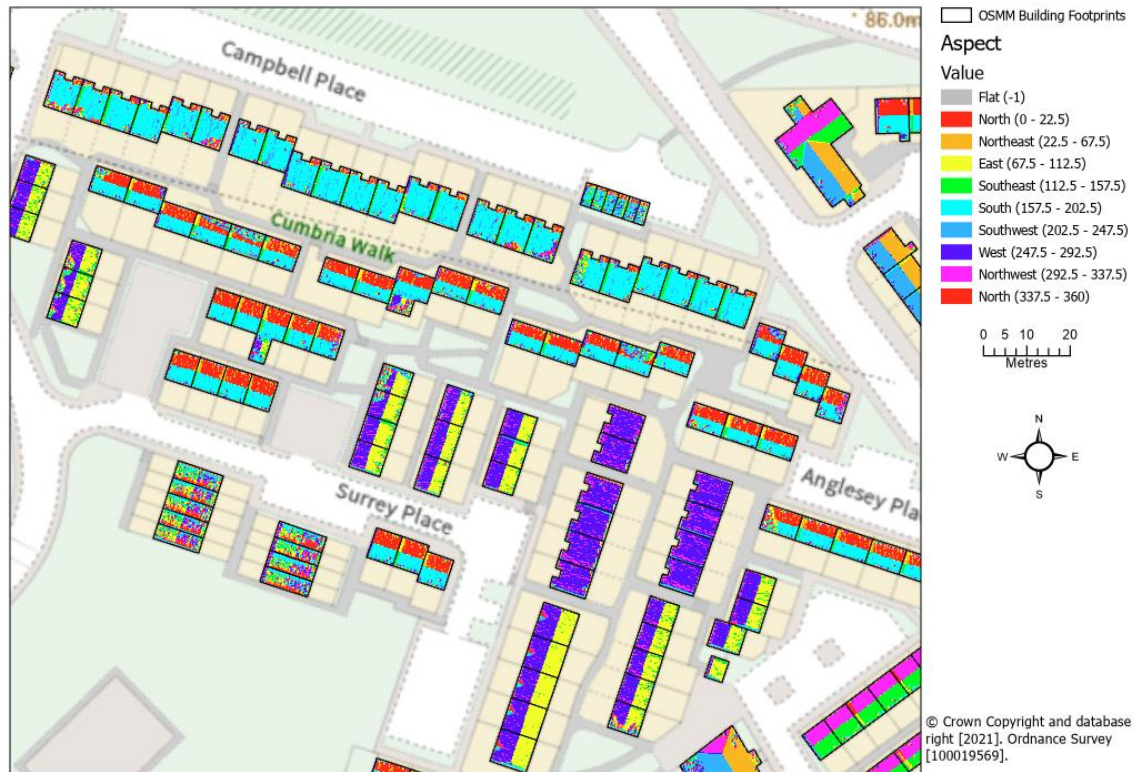 86.0m
Campbell Place
Cumbria Walk
Surrey Place
Anglesey Pla
OSMM Building Footprints
Aspect
Value
Flat (-1)
North (0 - 22.5)
Northeast (22.5 - 67.5)
East (67.5 - 112.5)
Southeast (112.5 - 157.5)
South (157.5 - 202.5)
Southwest (202.5 - 247.5)
West (247.5 - 292.5)
Northwest (292.5 - 337.5)
North (337.5 - 360)
0 5 10 20
Metres
N
W E
S
© Crown Copyright and database
right [2021]. Ordnance Survey
[100019569].